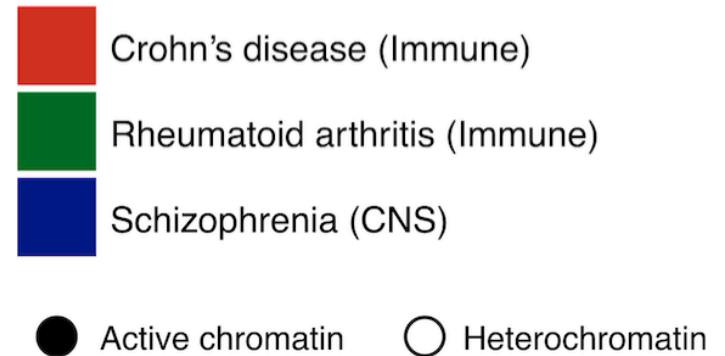 Crohn’s disease (Immune)
Rheumatoid arthritis (Immune)
Schizophrenia (CNS)
Active chromatin Heterochromatin